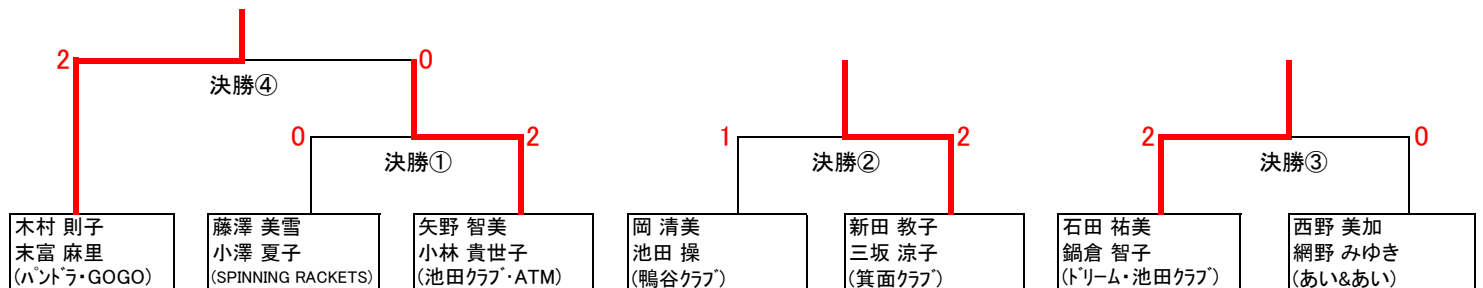 2
0
決勝④
0
2
決勝①
1
2
決勝②
2
0
決勝③
木村 則子
末富 麻里
(ﾊﾟﾝﾄﾞﾗ・GOGO)
藤澤 美雪
小澤 夏子
(SPINNING RACKETS)
矢野 智美
小林 貴世子
(池田ｸﾗﾌﾞ・ATM)
岡 清美
池田 操
(鴨谷ｸﾗﾌﾞ)
新田 教子
三坂 涼子
(箕面ｸﾗﾌﾞ)
石田 祐美
鍋倉 智子
(ﾄﾞﾘｰﾑ・池田ｸﾗﾌﾞ)
西野 美加
網野 みゆき
(あい&あい)